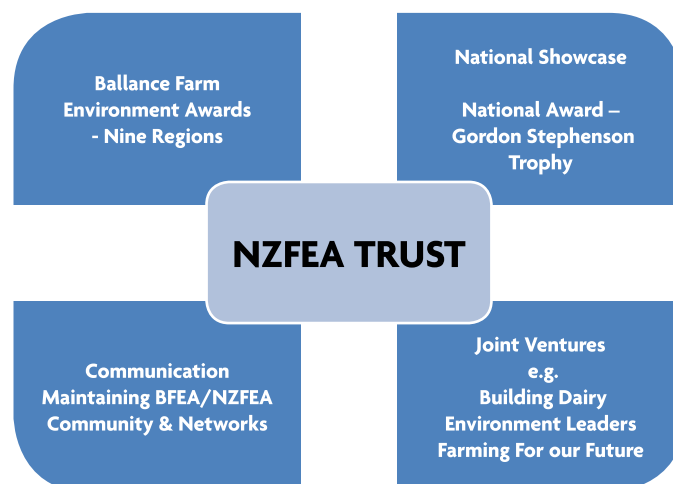 Ballance Farm
Environment Awards
- Nine Regions
National Showcase
National Award –
Gordon Stephenson
Trophy
NZFEA TRUST
Communication
Maintaining BFEA/NZFEA
Community & Networks
Joint Ventures
e.g.
Building Dairy
Environment Leaders
Farming For our Future